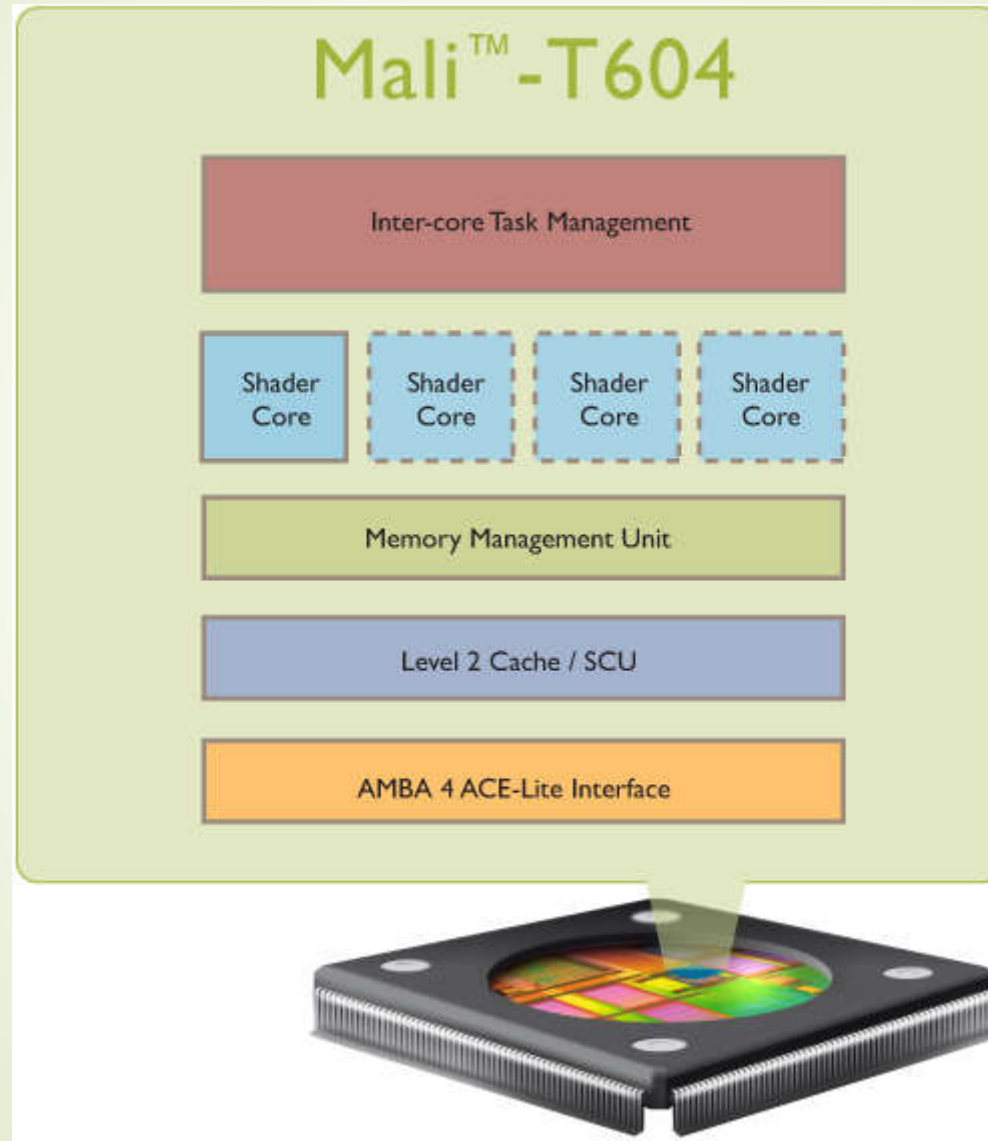 Mali™-T604
Inter-core Task Management
Shader Shader Shader Shader
Core Core Core Core
Memory Management Unit
Level 2 Cache / SCU
AMBA 4 ACE-Lite Interface